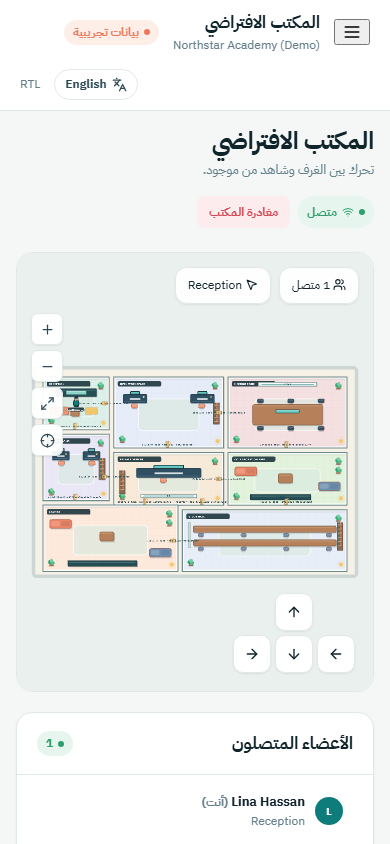 المكتب الافتراضي
Northstar Academy (Demo)
بيانات تجريبية
English
RTL
المكتب الافتراضي
تحرك بين الغرف وشاهد من موجود.
متصل
مغادرة المكتب
1 متصل
Reception
الأعضاء المتصلون
1
L
Lina Hassan (أنت)
Reception